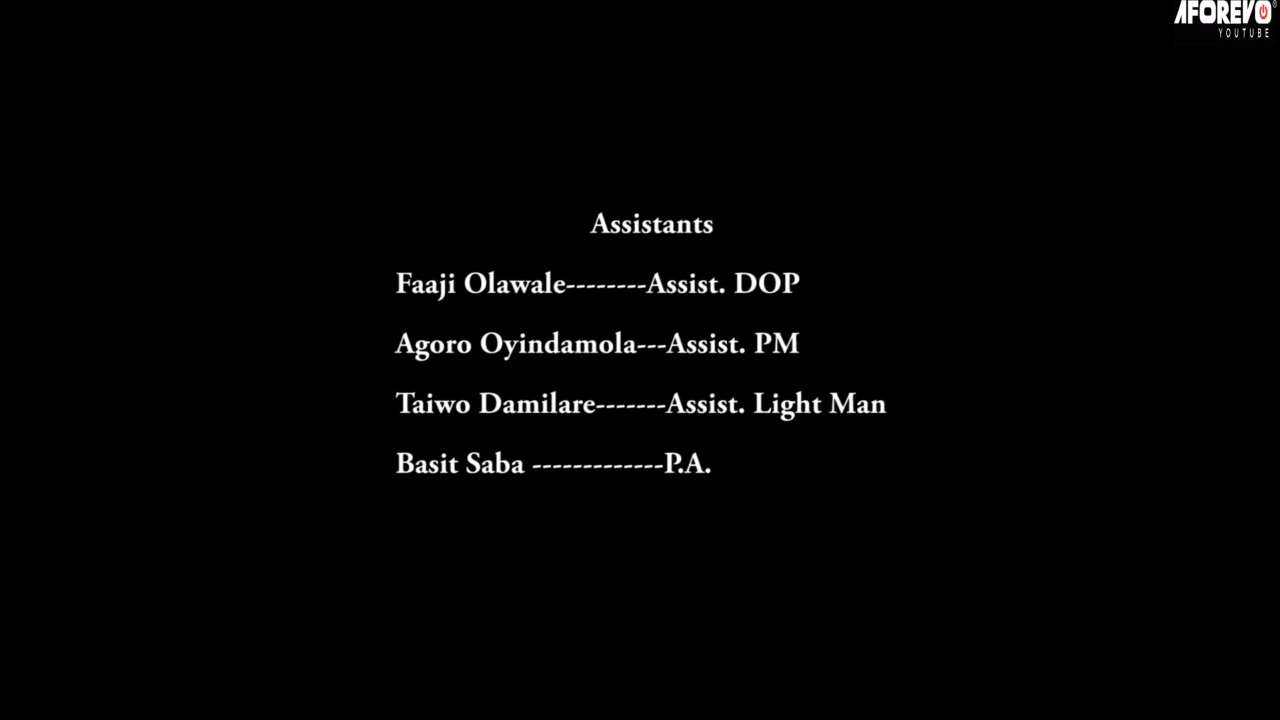 AFOREVO
YOUTUBE
Assistants
Faaji Olawale--------Assist. DOP
Agoro Oyindamola---Assist. PM
Taiwo Damilare-------Assist. Light Man
Basit Saba -------------P.A.